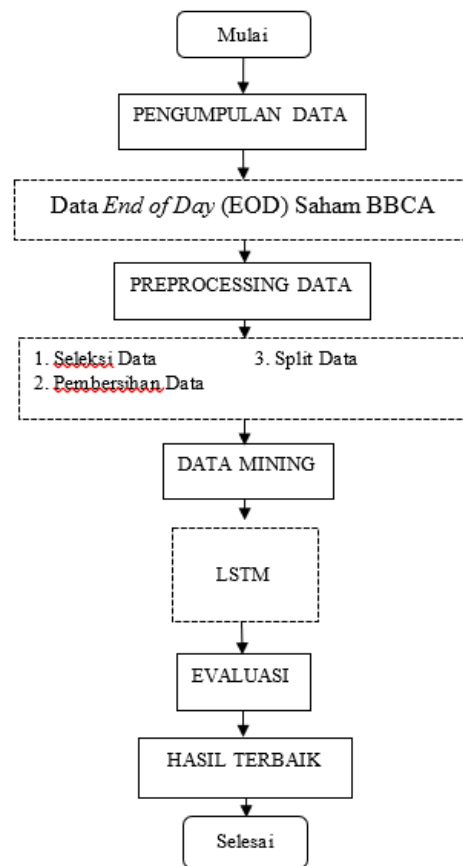 Mulai
PENGUMPULAN DATA
Data End of Day (EOD) Saham BBCA
PREPROCESSING DATA
1. Seleksi Data 3. Split Data
2. Pembersihan Data
DATA MINING
LSTM
EVALUASI
HASIL TERBAIK
Selesai